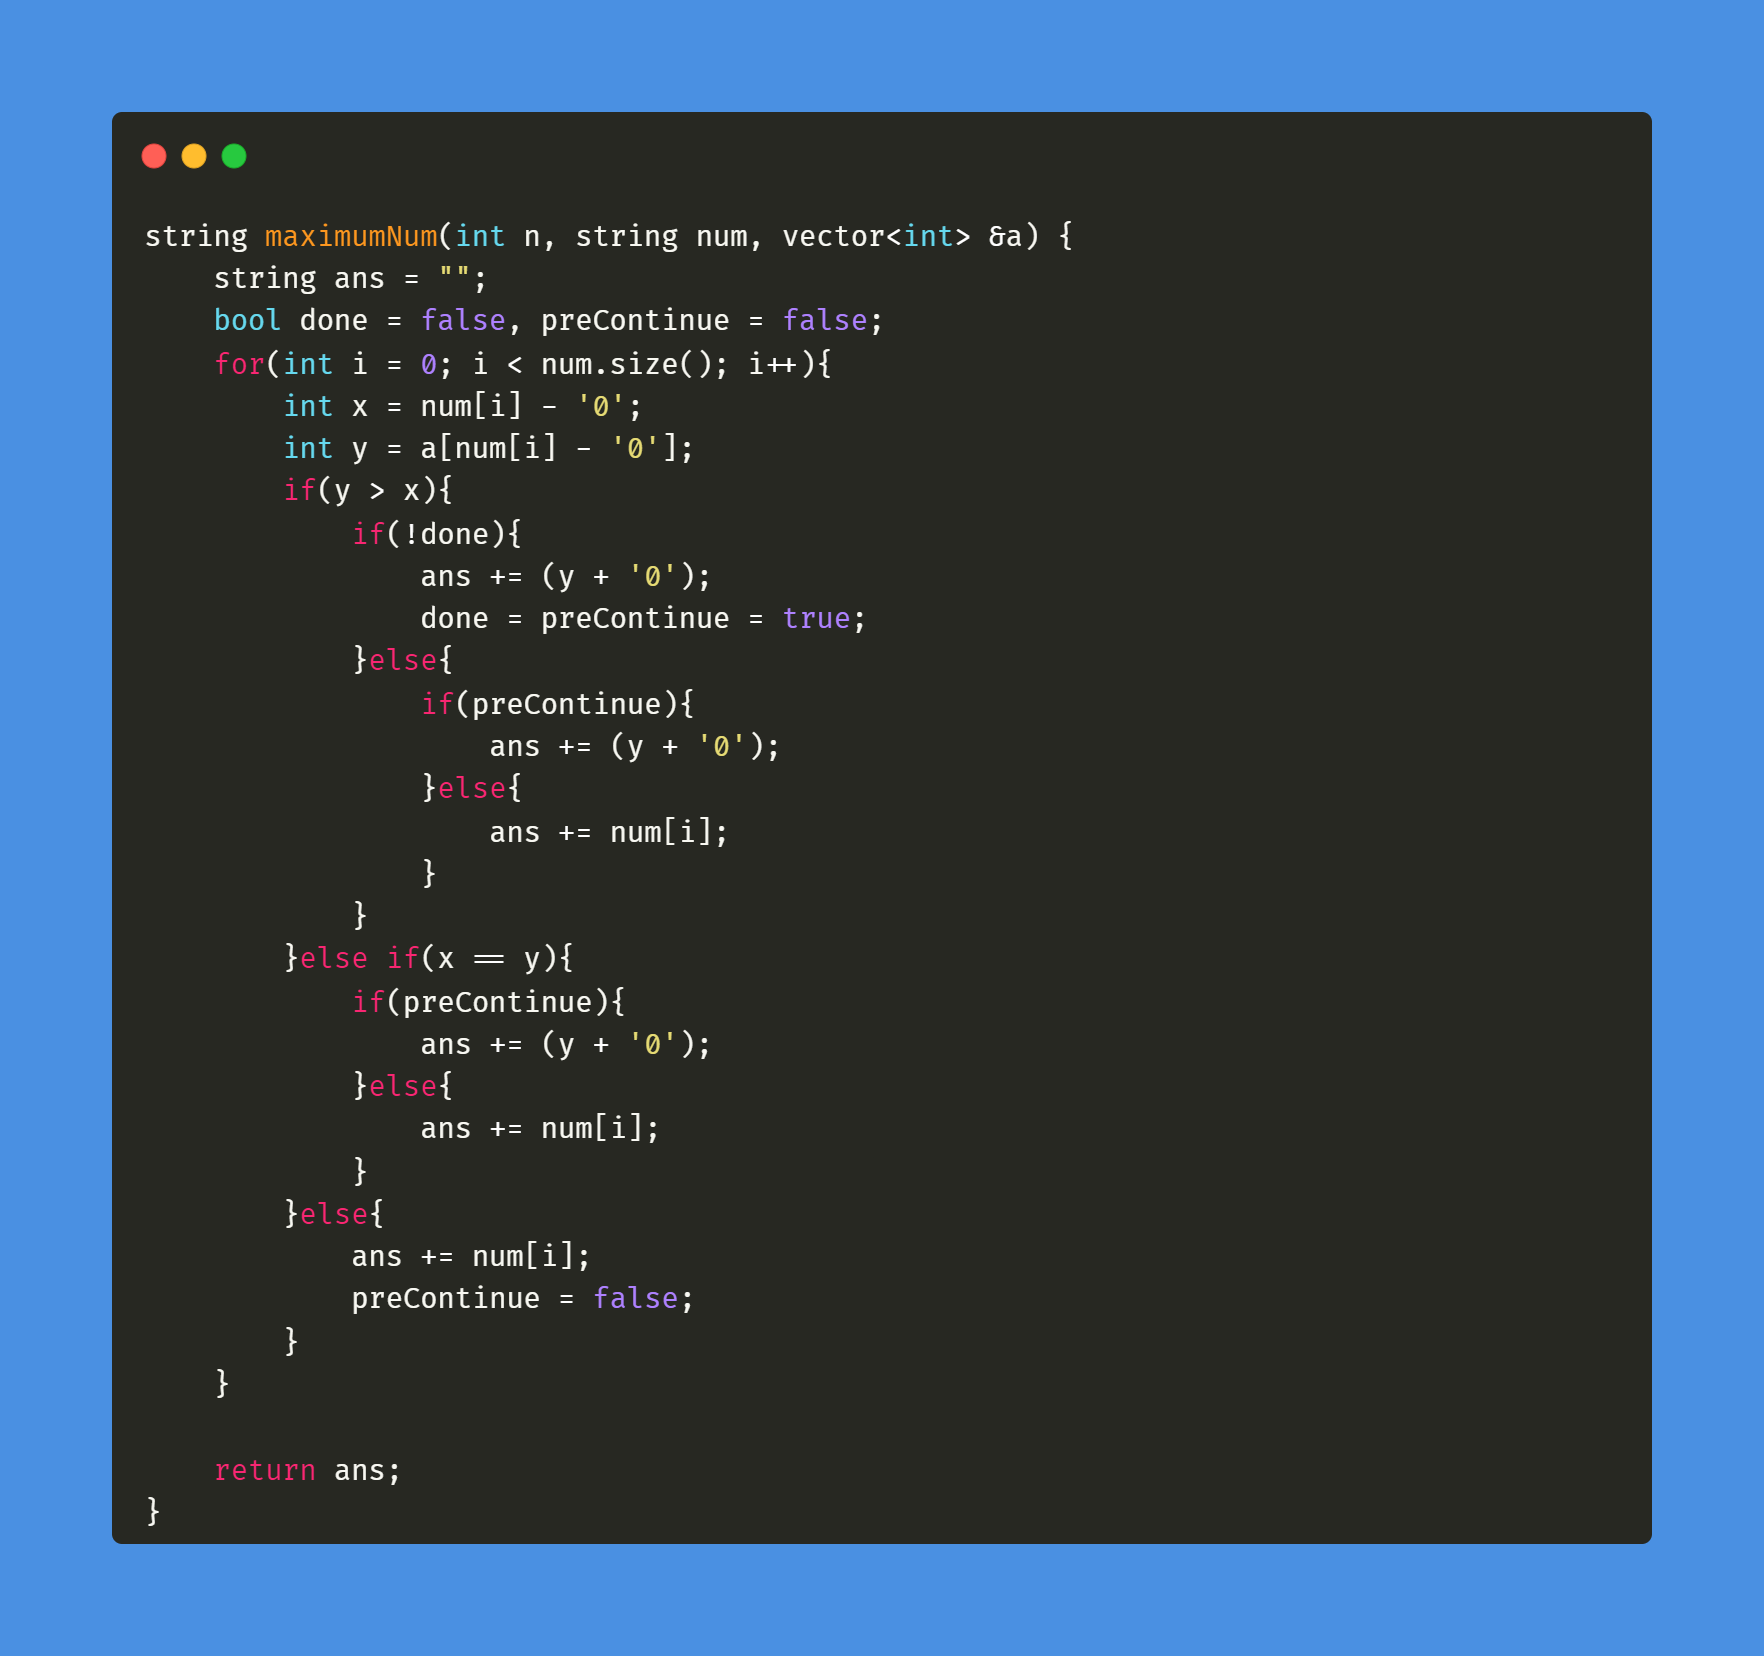 string maximumNum(int n, string num, vector<int> &a) {
    string ans = "";
    bool done = false, preContinue = false;
    for(int i = 0; i < num.size(); i++){
        int x = num[i] - '0';
        int y = a[num[i] - '0'];
        if(y > x){
            if(!done){
                ans += (y + '0');
                done = preContinue = true;
            }else{
                if(preContinue){
                    ans += (y + '0');
                }else{
                    ans += num[i];
                }
            }
        }else if(x == y){
            if(preContinue){
                ans += (y + '0');
            }else{
                ans += num[i];
            }
        }else{
            ans += num[i];
            preContinue = false;
        }
    }

    return ans;
}